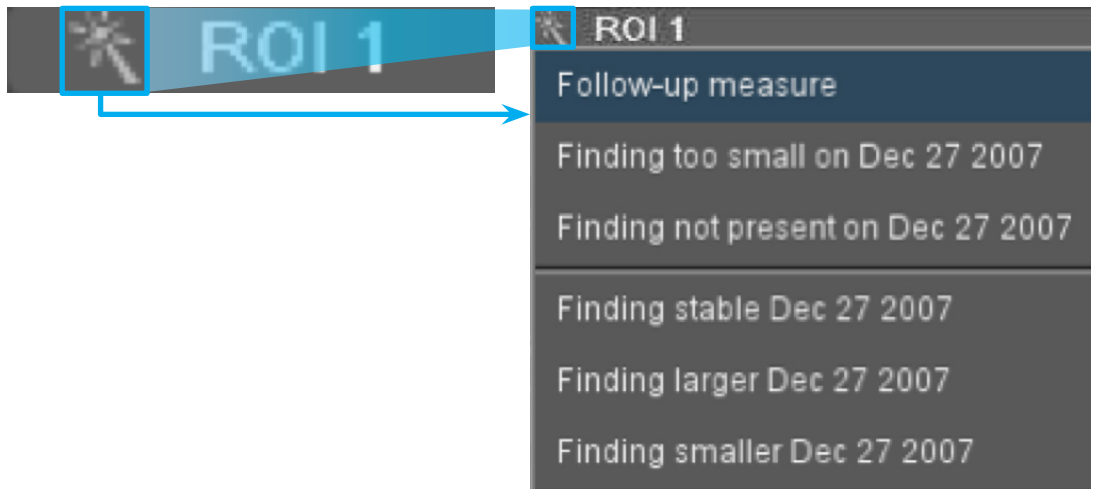 ROI 1
ROI 1
Follow-up measure
Finding too small on Dec 27 2007
Finding not present on Dec 27 2007
Finding stable Dec 27 2007
Finding larger Dec 27 2007
Finding smaller Dec 27 2007